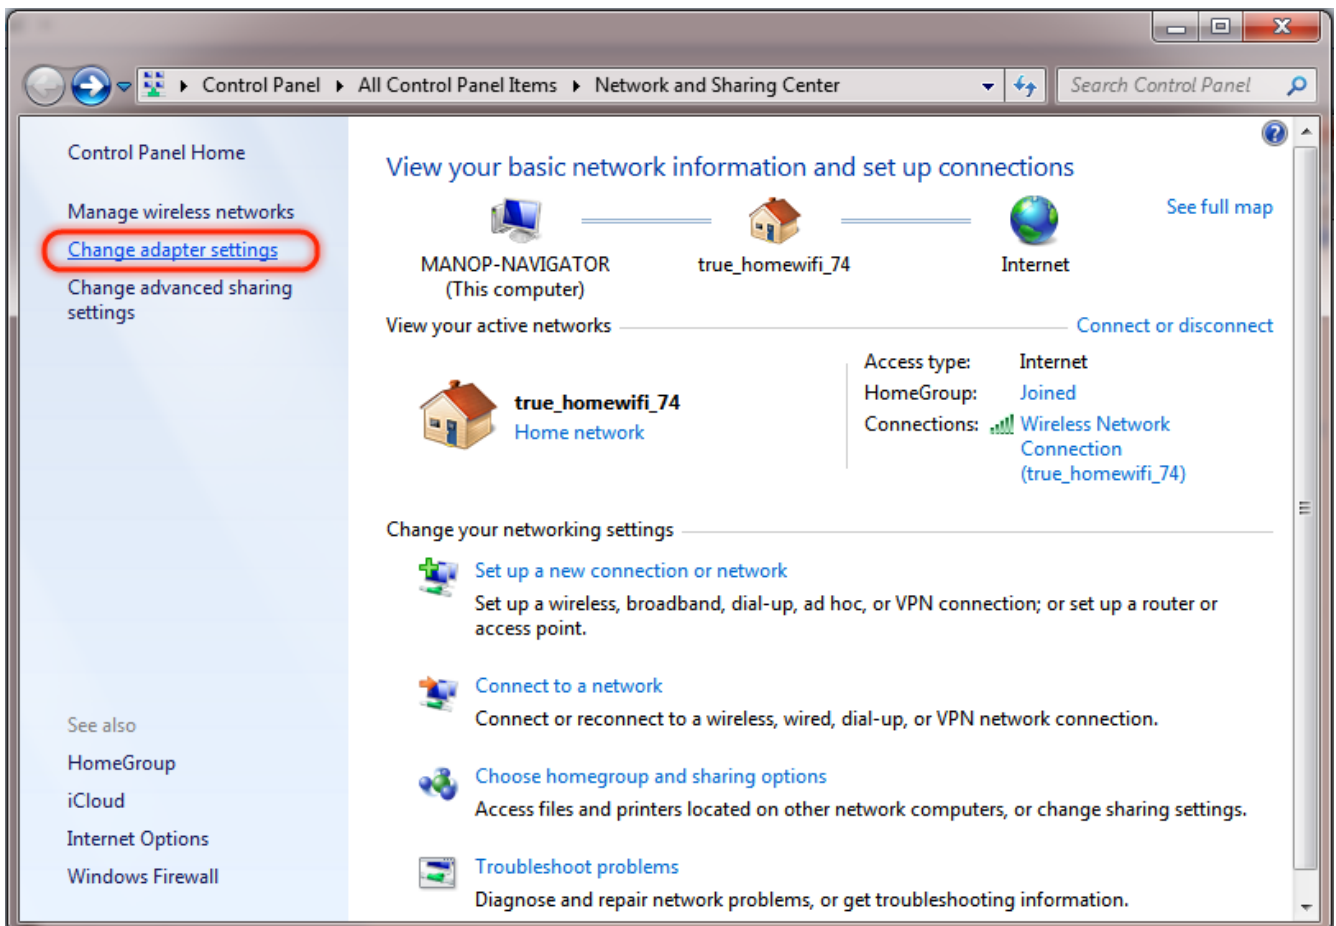 Control Panel ▸ All Control Panel Items ▸ Network and Sharing Center
Search Control Panel
Control Panel Home
Manage wireless networks
Change adapter settings
Change advanced sharing
settings
See also
HomeGroup
iCloud
Internet Options
Windows Firewall
View your basic network information and set up connections
See full map
MANOP-NAVIGATOR
(This computer)
true_homewifi_74
Internet
View your active networks
Connect or disconnect
true_homewifi_74
Home network
Access type: Internet
HomeGroup: Joined
Connections: Wireless Network
Connection
(true_homewifi_74)
Change your networking settings
Set up a new connection or network
Set up a wireless, broadband, dial-up, ad hoc, or VPN connection; or set up a router or
access point.
Connect to a network
Connect or reconnect to a wireless, wired, dial-up, or VPN network connection.
Choose homegroup and sharing options
Access files and printers located on other network computers, or change sharing settings.
Troubleshoot problems
Diagnose and repair network problems, or get troubleshooting information.